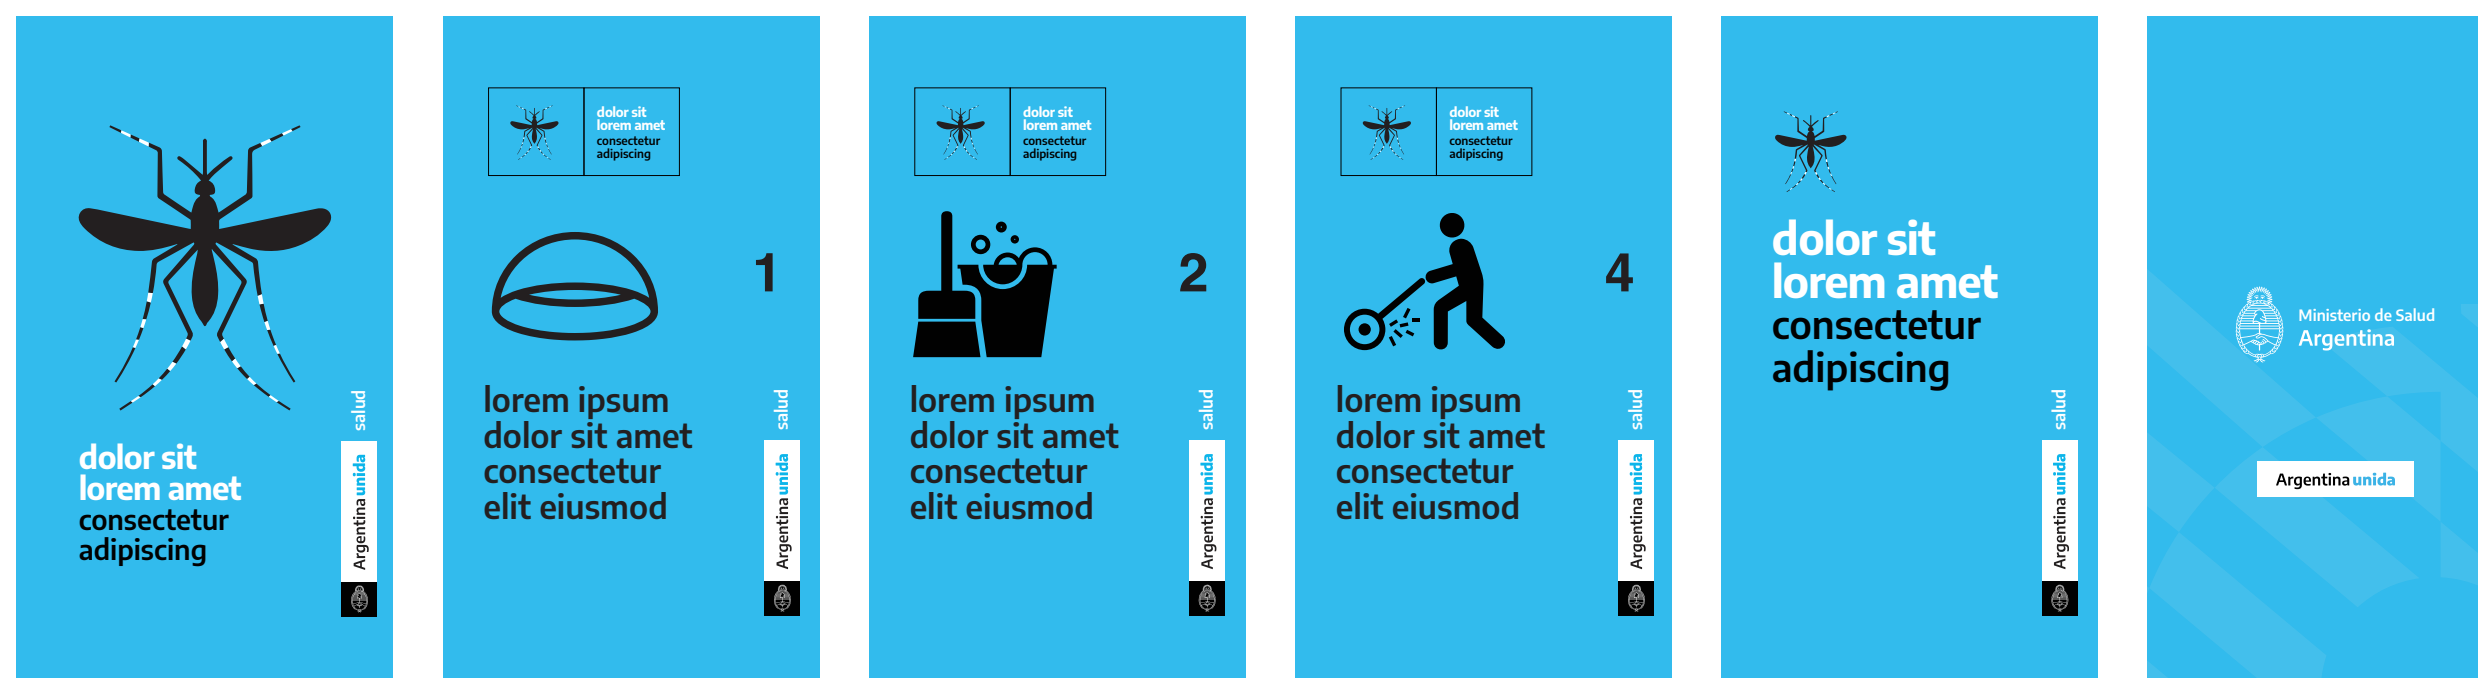 dolor sit
lorem amet
consectetur
adipiscing
salud
Argentina unida
dolor sit
lorem amet
consectetur
adipiscing
1
lorem ipsum
dolor sit amet
consectetur
elit eiusmod
salud
Argentina unida
dolor sit
lorem amet
consectetur
adipiscing
2
lorem ipsum
dolor sit amet
consectetur
elit eiusmod
salud
Argentina unida
dolor sit
lorem amet
consectetur
adipiscing
4
lorem ipsum
dolor sit amet
consectetur
elit eiusmod
salud
Argentina unida
dolor sit
lorem amet
consectetur
adipiscing
salud
Argentina unida
Ministerio de Salud
Argentina
Argentina unida